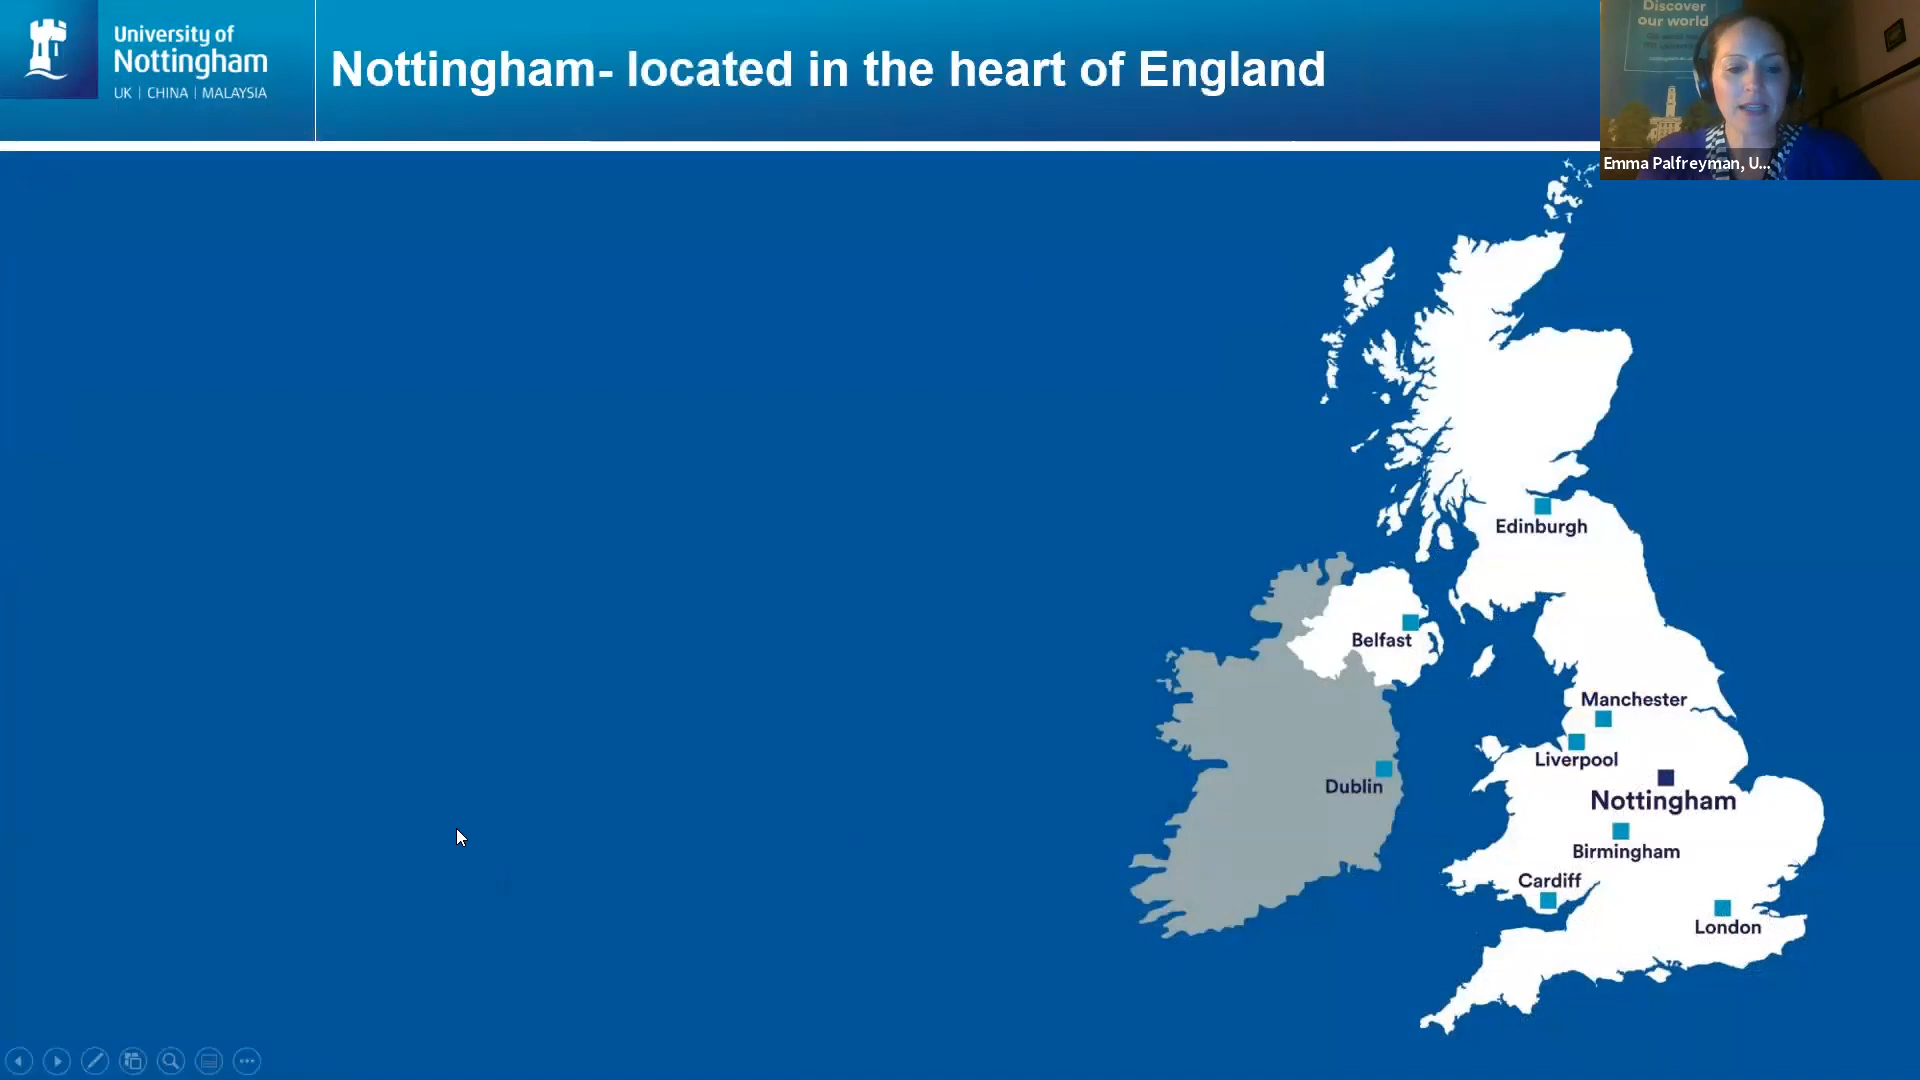 University of
Nottingham
UK | CHINA | MALAYSIA
Nottingham- located in the heart of England
Discover
our world
Emma Palfreyman, U...
Edinburgh
Belfast
Manchester
Liverpool
Dublin
Nottingham
Birmingham
Cardiff
London